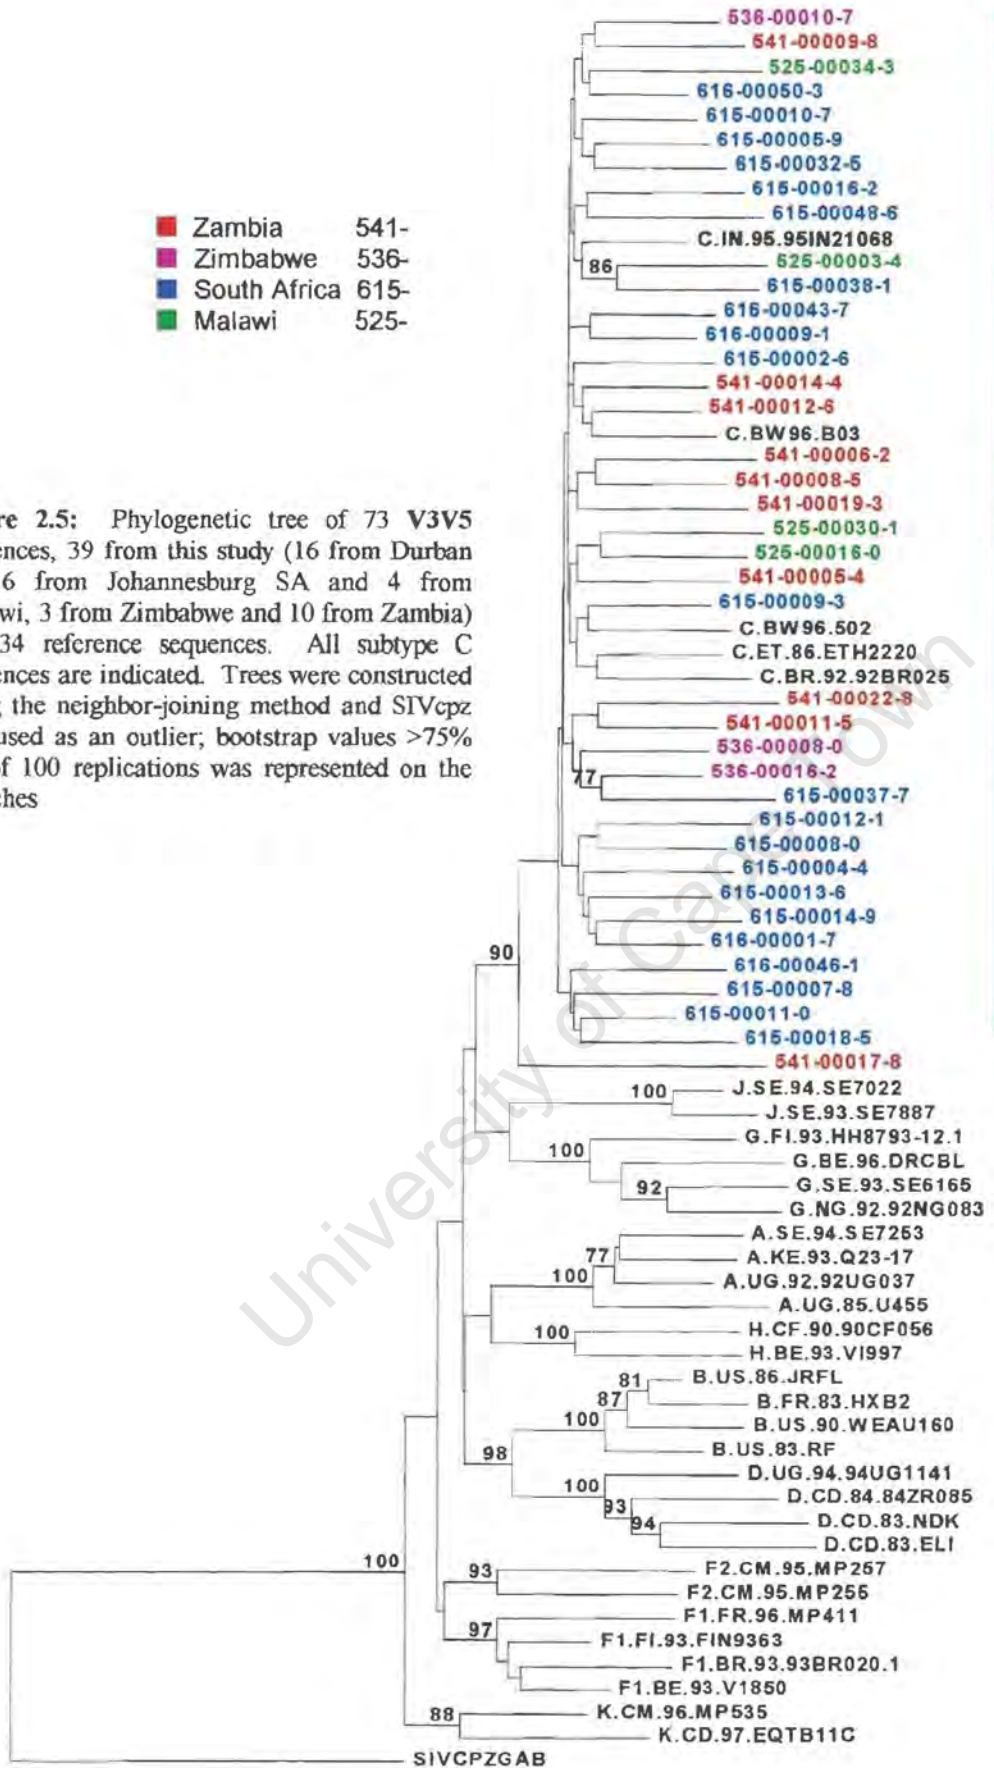 536-00010-7
541-00009-8
525-00034-3
616-00050-3
615-00010-7
615-00005-9
615-00032-5
615-00016-2
615-00048-6
C.IN.95.95IN21068
525-00003-4
86
615-00038-1
616-00043-7
616-00009-1
615-00002-6
541-00014-4
541-00012-6
C.BW96.B03
541-00006-2
541-00008-5
541-00019-3
525-00030-1
525-00016-0
541-00005-4
615-00009-3
C.BW96.502
C.ET.86.ETH2220
C.BR.92.92BR025
541-00022-8
541-00011-5
536-00008-0
536-00016-2
77
615-00037-7
615-00012-1
615-00008-0
615-00004-4
615-00013-6
615-00014-9
616-00001-7
90
616-00046-1
615-00007-8
615-00011-0
615-00018-5
541-00017-8
J.SE.94.SE7022
100
J.SE.93.SE7887
G.FI.93.HH8793-12.1
100
G.BE.96.DRCBL
G.SE.93.SE6165
92
G.NG.92.92NG083
A.SE.94.SE7253
77
A.KE.93.Q23-17
100
A.UG.92.92UG037
A.UG.85.U455
H.CF.90.90CF056
100
H.BE.93.VI997
B.US.86.JRFL
81
B.FR.83.HXB2
87
B.US.90.WEAU160
100
B.US.83.RF
98
D.UG.94.94UG1141
100
D.CD.84.84ZR085
93
D.CD.83.NDK
94
D.CD.83.ELI
100
F2.CM.95.MP257
93
F2.CM.95.MP255
F1.FR.96.MP411
97
F1.FI.93.FIN9363
F1.BR.93.93BR020.1
F1.BE.93.V1850
K.CM.96.MP535
88
K.CD.97.EQTB11C
SIVCPZGAB
Zambia 541-
Zimbabwe 536-
South Africa 615-
Malawi 525-
re 2.5: Phylogenetic tree of 73 V3V5
ences, 39 from this study (16 from Durban
6 from Johannesburg SA and 4 from
wi, 3 from Zimbabwe and 10 from Zambia)
34 reference sequences. All subtype C
ences are indicated. Trees were constructed
the neighbor-joining method and SIVcpz
used as an outlier; bootstrap values >75%
f 100 replications was represented on the
hes
University of Cape Town